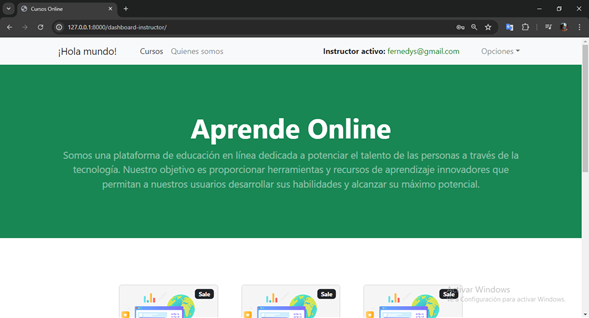 Cursos Online
127.0.0.1:8000/dashboard-instructor/
¡Hola mundo! Cursos Quienes somos Instructor activo: fernedys@gmail.com Opciones
Aprende Online
Somos una plataforma de educación en línea dedicada a potenciar el talento de las personas a través de la
tecnología. Nuestro objetivo es proporcionar herramientas y recursos de aprendizaje innovadores que
permitan a nuestros usuarios desarrollar sus habilidades y alcanzar su máximo potencial.
Sale Sale Sale
Activar Windows
Configuración para activar Windows.